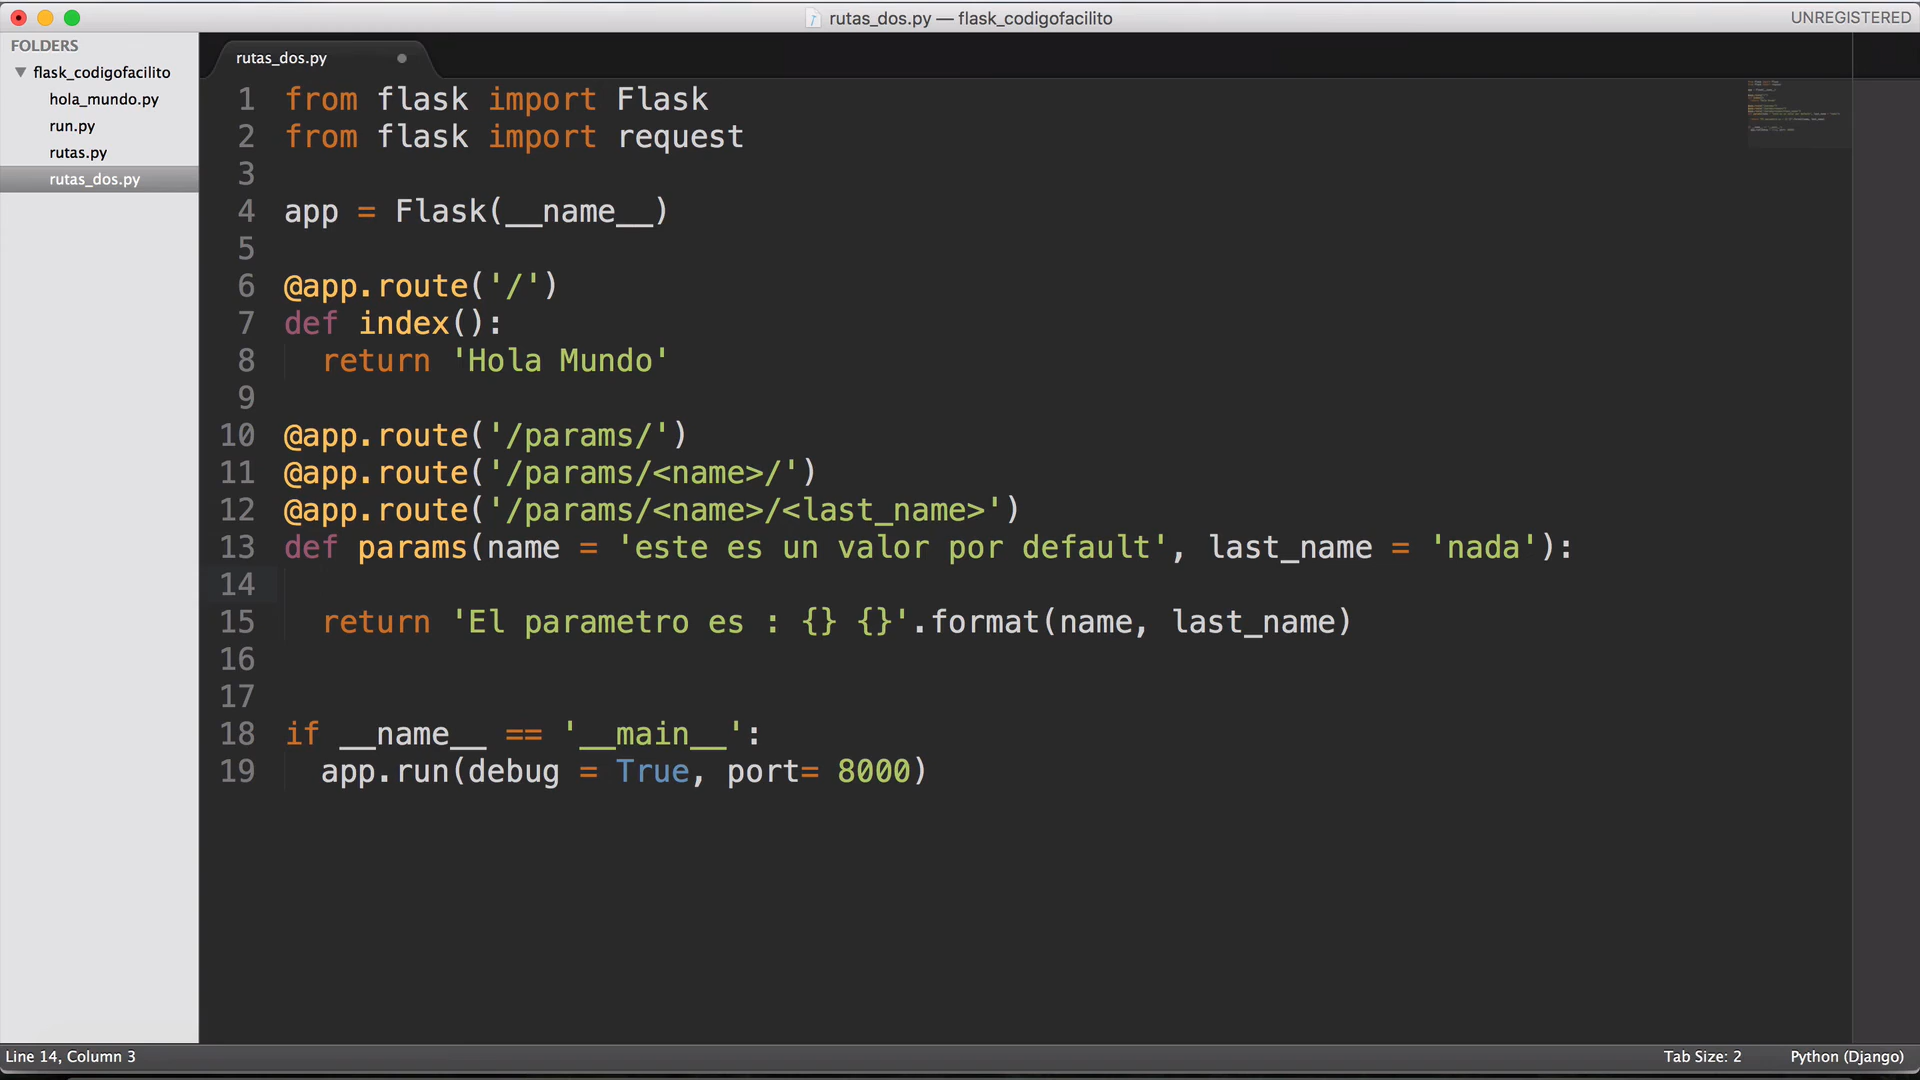 rutas_dos.py — flask_codigofacilito
UNREGISTERED
FOLDERS
flask_codigofacilito
hola_mundo.py
run.py
rutas.py
rutas_dos.py
rutas_dos.py
1 from flask import Flask
2 from flask import request
3
4 app = Flask(__name__)
5
6 @app.route('/')
7 def index():
8   return 'Hola Mundo'
9
10 @app.route('/params/')
11 @app.route('/params/<name>/')
12 @app.route('/params/<name>/<last_name>')
13 def params(name = 'este es un valor por default', last_name = 'nada'):
14
15   return 'El parametro es : {} {}'.format(name, last_name)
16
17
18 if __name__ == '__main__':
19   app.run(debug = True, port= 8000)
Line 14, Column 3
Tab Size: 2
Python (Django)